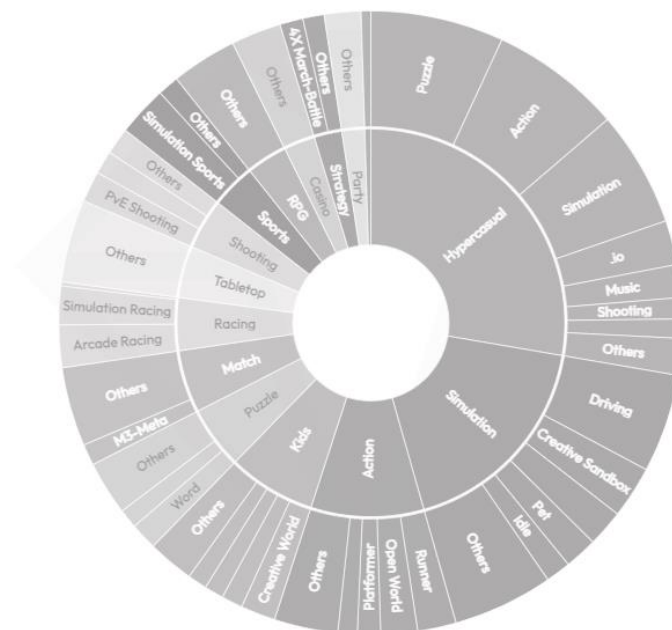 Hypercasual
Puzzle
Action
Simulation
.io
Music
Shooting
Others
Simulation
Driving
Creative Sandbox
Pet
Idle
Others
Action
Runner
Open World
Platformer
Others
Kids
Creative World
Others
Puzzle
Word
Others
Match
M3-Meta
Others
Racing
Arcade Racing
Simulation Racing
Tabletop
Others
Shooting
PvE Shooting
Others
Sports
Simulation Sports
Others
RPG
Others
Casino
Others
Strategy
4X March-Battle
Others
Party
Others